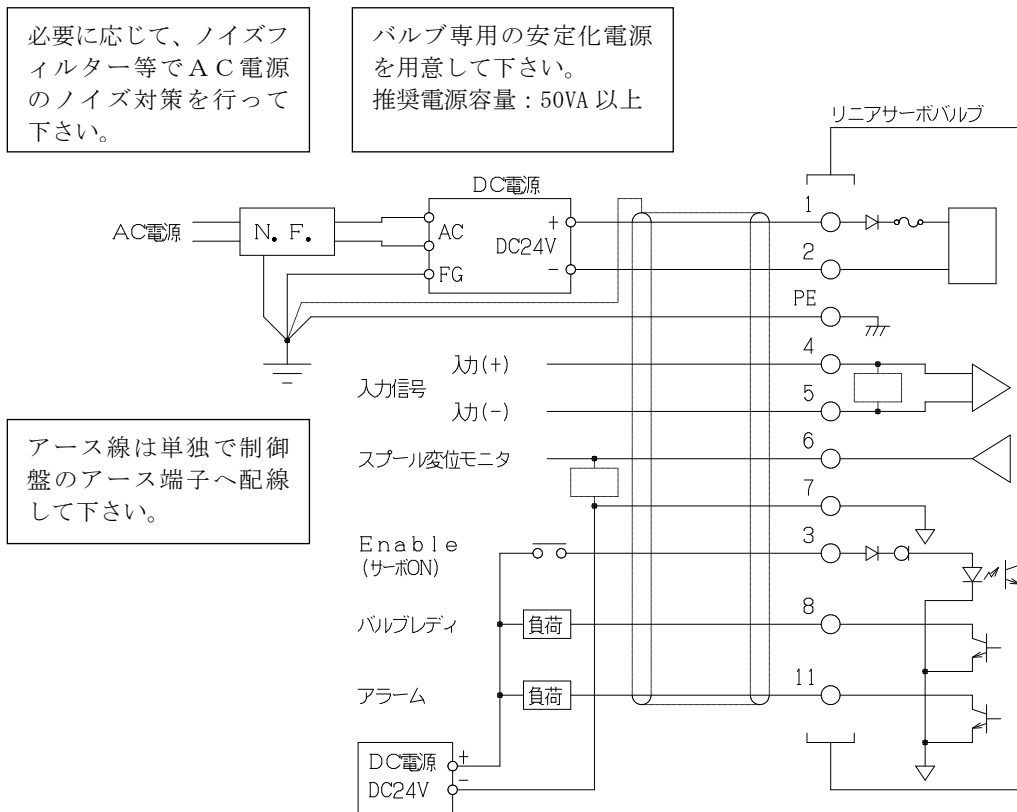 必要に応じて、ノイズフ
ィルター等でＡＣ電源
のノイズ対策を行って
下さい。
バルブ専用の安定化電源
を用意して下さい。
推奨電源容量：50VA 以上
リニアサーボバルブ
DC電源
AC電源
N. F.
AC
FG
+
DC24V
-
1
2
PE
4
5
6
7
3
8
11
入力信号
入力(+)
入力(-)
スプール変位モニタ
アース線は単独で制御
盤のアース端子へ配線
して下さい。
Enable
(サーボON)
バルブレディ
負荷
アラーム
負荷
DC電源
DC24V
+
-